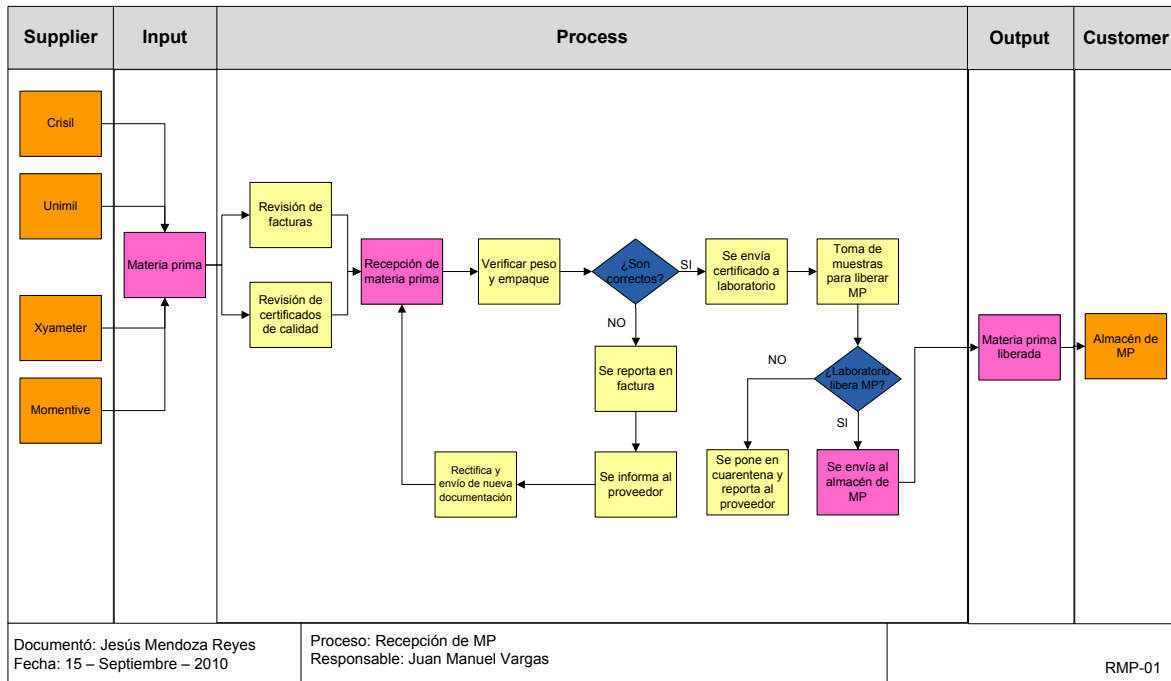 Supplier
Input
Process
Output
Customer
Crisil
Unimil
Xyameter
Momentive
Materia prima
Revisión de
facturas
Revisión de
certificados
de calidad
Recepción de
materia prima
Verificar peso
y empaque
¿Son
correctos?
SI
Se envía
certificado a
laboratorio
Toma de
muestras
para liberar
MP
NO
Se reporta en
factura
Se informa al
proveedor
Rectifica y
envío de nueva
documentación
¿Laboratorio
libera MP?
NO
SI
Se pone en
cuarentena y
reporta al
proveedor
Se envía al
almacén de
MP
Materia prima
liberada
Almacén de
MP
Documentó: Jesús Mendoza Reyes
Fecha: 15 – Septiembre – 2010
Proceso: Recepción de MP
Responsable: Juan Manuel Vargas
RMP-01